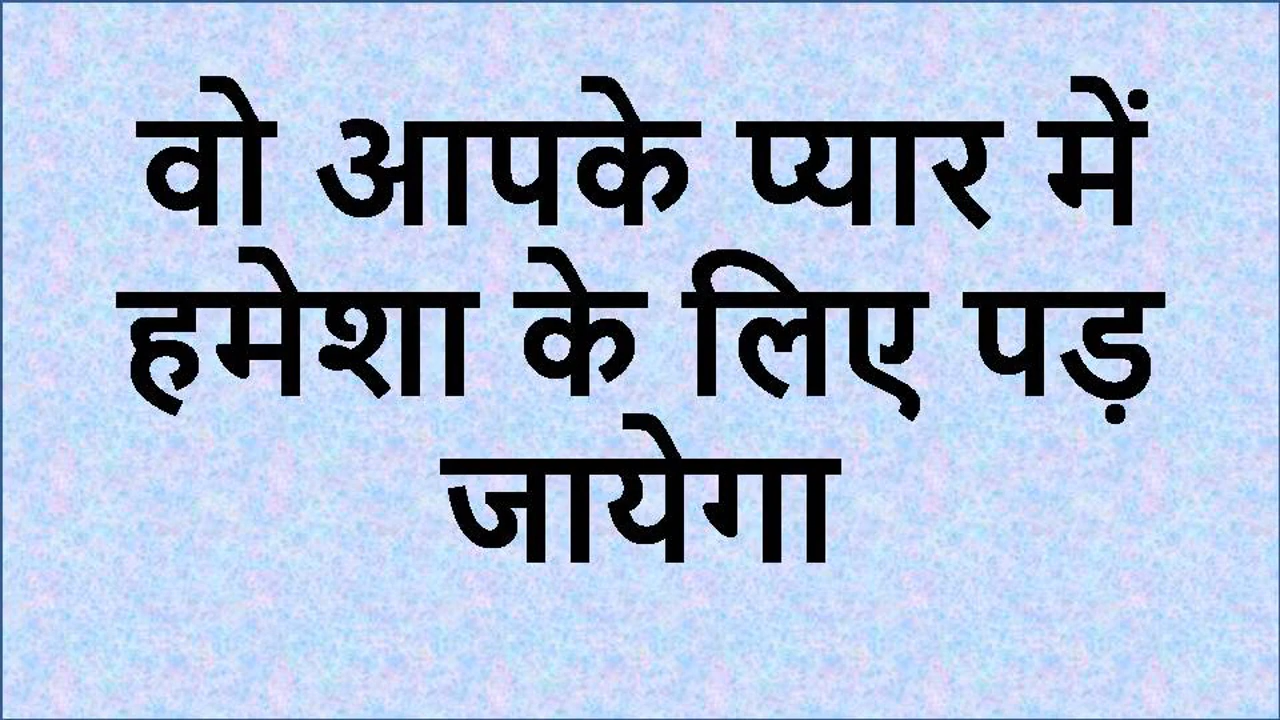 वो आपके प्यार में
हमेशा के लिए पड़
जायेगा